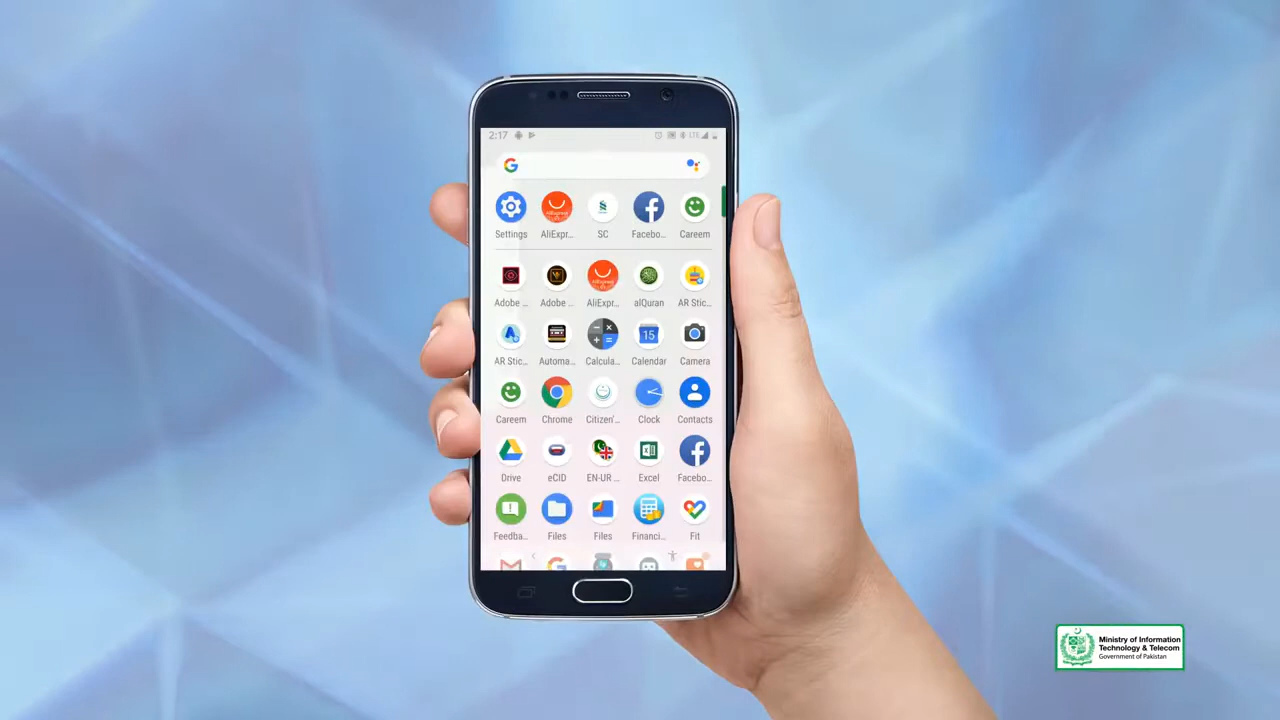 2:17
LTE
Settings AliExpr... SC Facebo... Careem
Adobe ... Adobe ... AliExpr... alQuran AR Stic...
AR Stic... Automa... Calcula... Calendar Camera
15
Careem Chrome Citizen'... Clock Contacts
Drive eCID EN-UR ... Excel Facebo...
Feedba... Files Files Financi... Fit
Ministry of Information
Technology & Telecom
Government of Pakistan